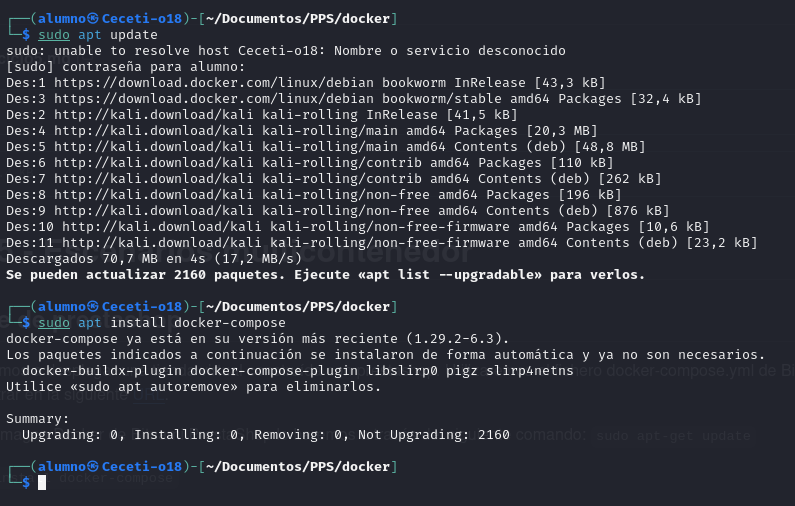 ┌──(alumno㉿Ceceti-o18)-[~/Documentos/PPS/docker]
└─$ sudo apt update
sudo: unable to resolve host Ceceti-o18: Nombre o servicio desconocido
[sudo] contraseña para alumno:
Des:1 https://download.docker.com/linux/debian bookworm InRelease [43,3 kB]
Des:3 https://download.docker.com/linux/debian bookworm/stable amd64 Packages [32,4 kB]
Des:2 http://kali.download/kali kali-rolling InRelease [41,5 kB]
Des:4 http://kali.download/kali kali-rolling/main amd64 Packages [20,3 MB]
Des:5 http://kali.download/kali kali-rolling/main amd64 Contents (deb) [48,8 MB]
Des:6 http://kali.download/kali kali-rolling/contrib amd64 Packages [110 kB]
Des:7 http://kali.download/kali kali-rolling/contrib amd64 Contents (deb) [262 kB]
Des:8 http://kali.download/kali kali-rolling/non-free amd64 Packages [196 kB]
Des:9 http://kali.download/kali kali-rolling/non-free amd64 Contents (deb) [876 kB]
Des:10 http://kali.download/kali kali-rolling/non-free-firmware amd64 Packages [10,6 kB]
Des:11 http://kali.download/kali kali-rolling/non-free-firmware amd64 Contents (deb) [23,2 kB]
Descargados 70,7 MB en 4s (17,2 MB/s)
Se pueden actualizar 2160 paquetes. Ejecute «apt list --upgradable» para verlos.
┌──(alumno㉿Ceceti-o18)-[~/Documentos/PPS/docker]
└─$ sudo apt install docker-compose
docker-compose ya está en su versión más reciente (1.29.2-6.3).
Los paquetes indicados a continuación se instalaron de forma automática y ya no son necesarios.
docker-buildx-plugin docker-compose-plugin libslirp0 pigz slirp4netns
Utilice «sudo apt autoremove» para eliminarlos.
Summary:
Upgrading: 0, Installing: 0, Removing: 0, Not Upgrading: 2160
comando: sudo apt-get update
┌──(alumno㉿Ceceti-o18)-[~/Documentos/PPS/docker]
└─$